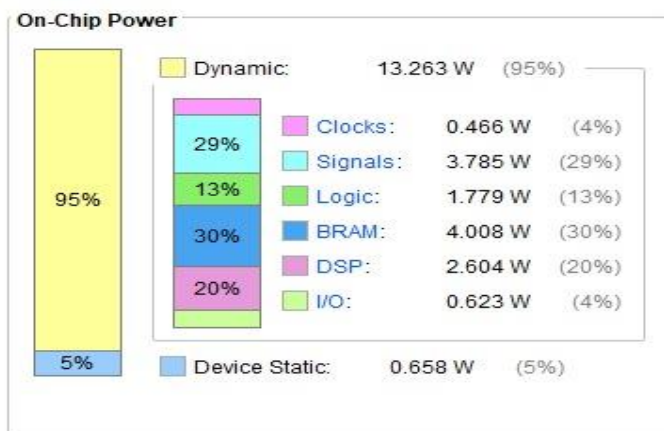 On-Chip Power
Dynamic: 13.263 W (95%)
Clocks: 0.466 W (4%)
29% Signals: 3.785 W (29%)
13% Logic: 1.779 W (13%)
95%
30% BRAM: 4.008 W (30%)
20% DSP: 2.604 W (20%)
I/O: 0.623 W (4%)
5% Device Static: 0.658 W (5%)